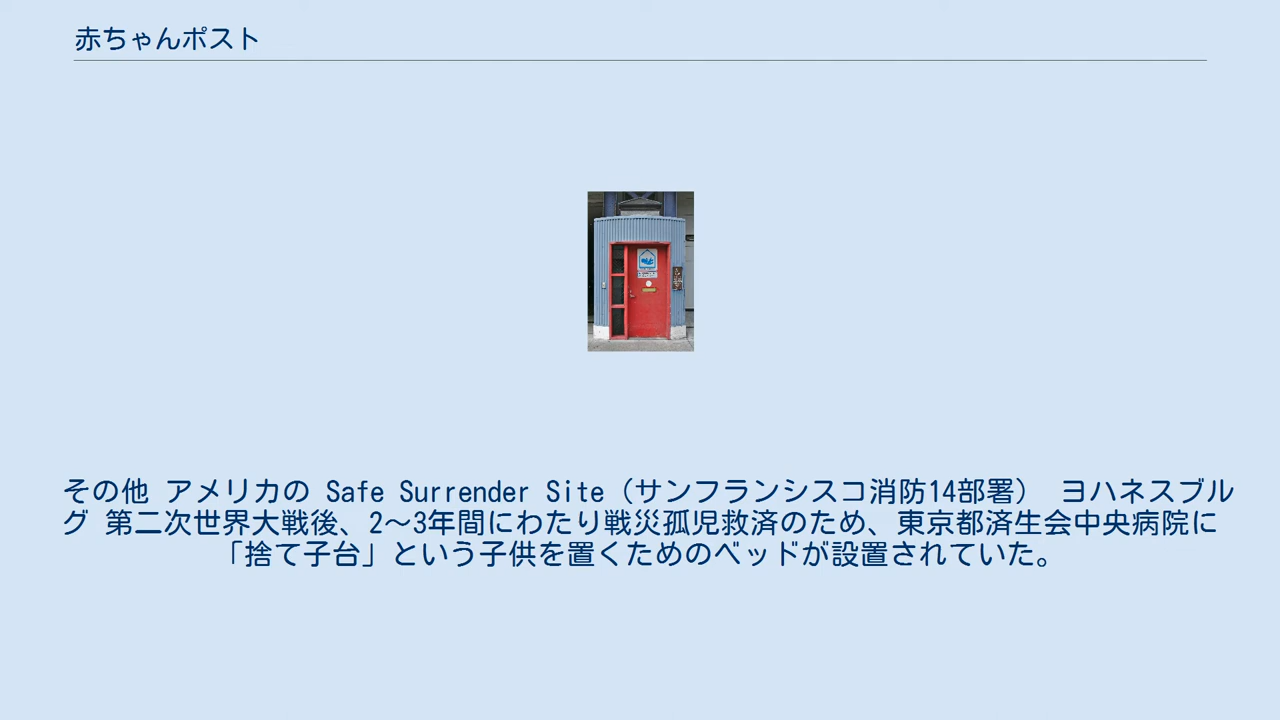 赤ちゃんポスト
その他 アメリカの Safe Surrender Site（サンフランシスコ消防14部署） ヨハネスブル
グ 第二次世界大戦後、2〜3年間にわたり戦災孤児救済のため、東京都済生会中央病院に
「捨て子台」という子供を置くためのベッドが設置されていた。